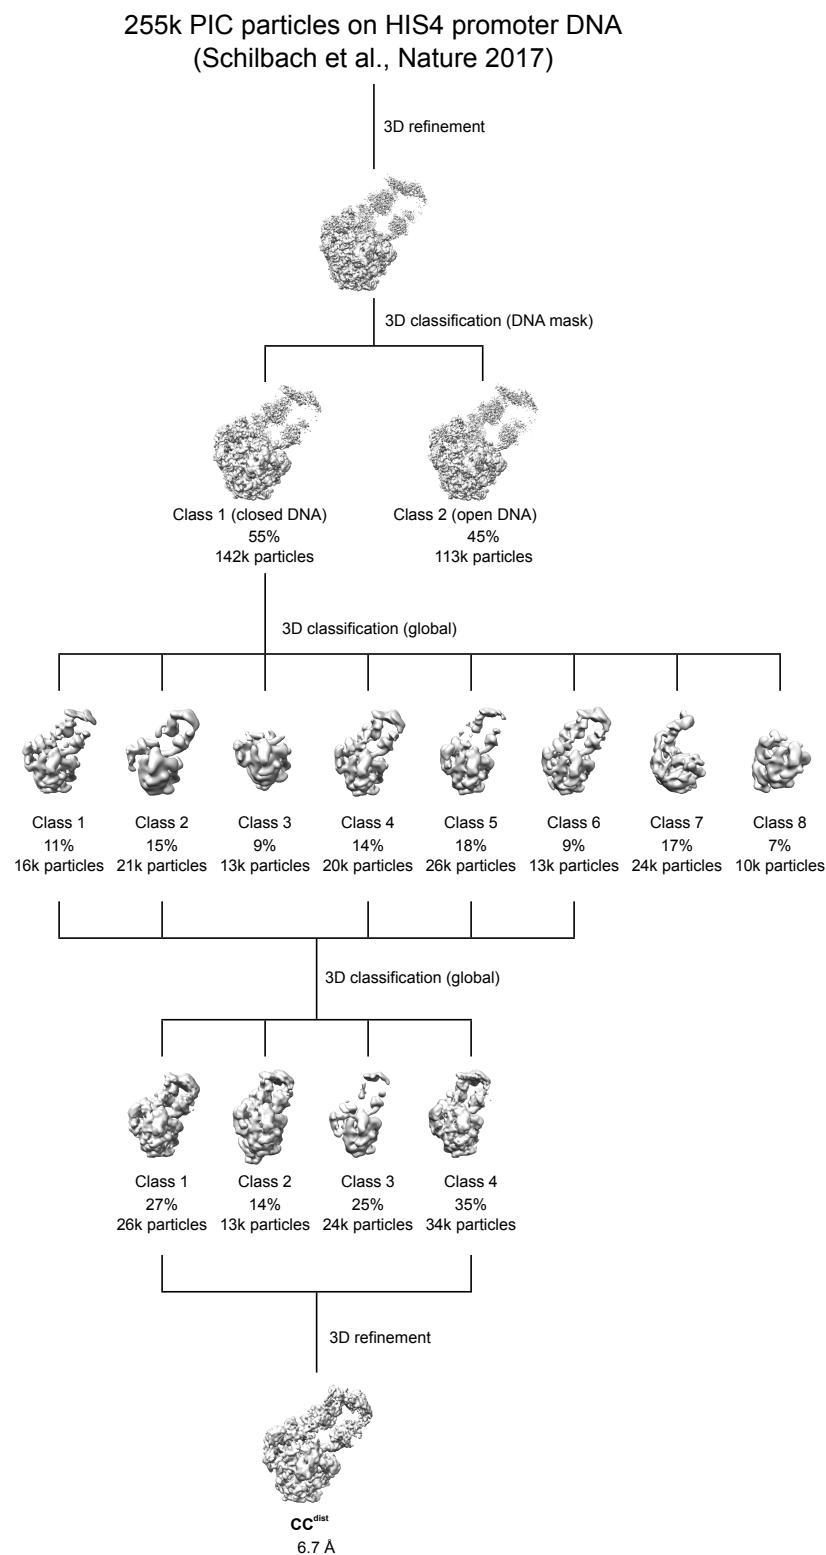 255k PIC particles on HIS4 promoter DNA
(Schilbach et al., Nature 2017)
3D refinement
3D classification (DNA mask)
Class 1 (closed DNA)
55%
142k particles
Class 2 (open DNA)
45%
113k particles
3D classification (global)
Class 1
11%
16k particles
Class 2
15%
21k particles
Class 3
9%
13k particles
Class 4
14%
20k particles
Class 5
18%
26k particles
Class 6
9%
13k particles
Class 7
17%
24k particles
Class 8
7%
10k particles
3D classification (global)
Class 1
27%
26k particles
Class 2
14%
13k particles
Class 3
25%
24k particles
Class 4
35%
34k particles
3D refinement
CC^dist
6.7 Å